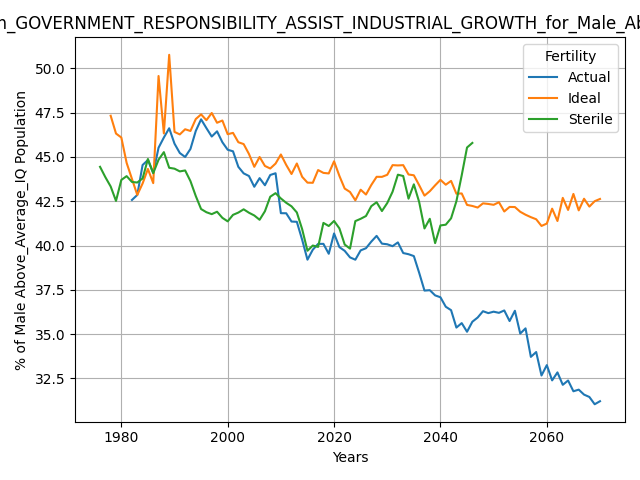 n_GOVERNMENT_RESPONSIBILITY_ASSIST_INDUSTRIAL_GROWTH_for_Male_Ab
Fertility
Actual
Ideal
Sterile
% of Male Above_Average_IQ Population
50.0
47.5
45.0
42.5
40.0
37.5
35.0
32.5
1980 2000 2020 2040 2060
Years